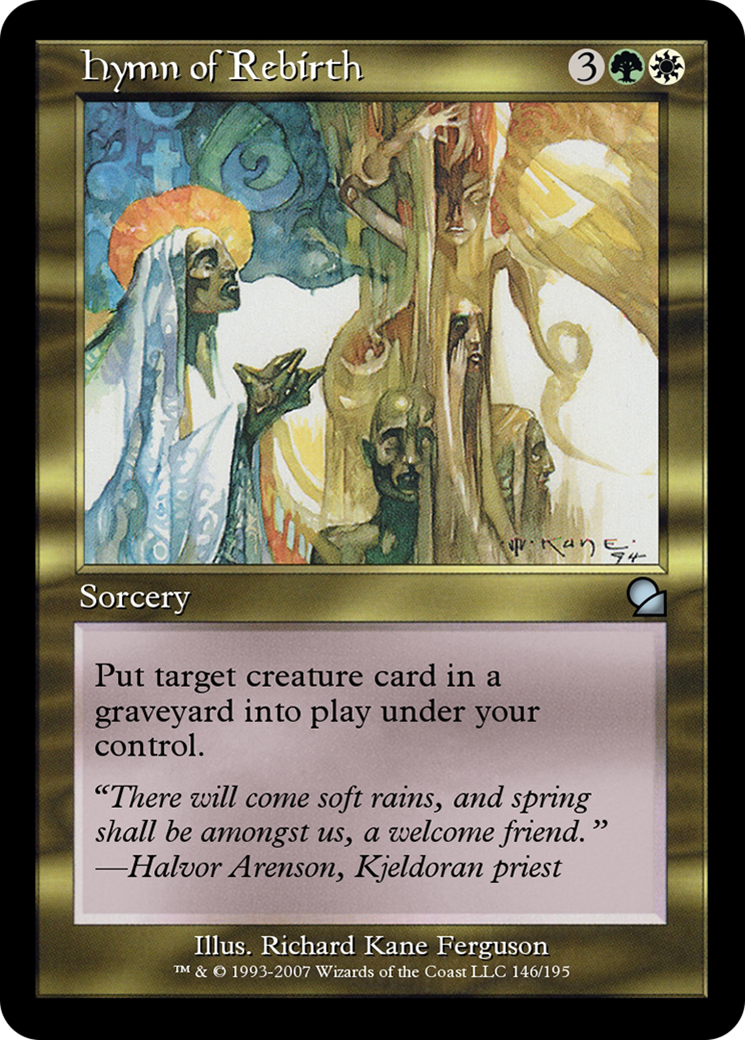 Hymn of Rebirth 3
W. KANE.
94
Sorcery
Put target creature card in a
graveyard into play under your
control.
“There will come soft rains, and spring
shall be amongst us, a welcome friend.”
—Halvor Arenson, Kjeldoran priest
Illus. Richard Kane Ferguson
™ & © 1993-2007 Wizards of the Coast LLC 146/195